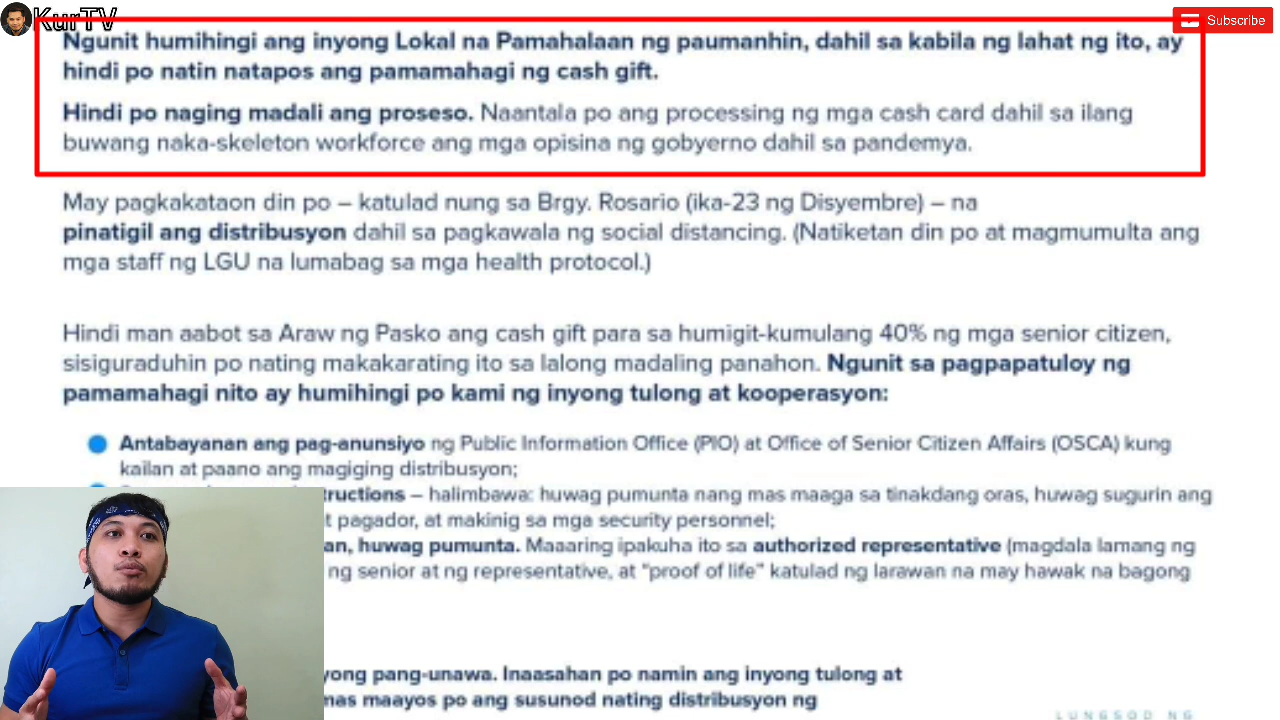 KurTV
Subscribe
Ngunit humihingi ang inyong Lokal na Pamahalaan ng paumanhin, dahil sa kabila ng lahat ng ito, ay
hindi po natin natapos ang pamamahagi ng cash gift.
Hindi po naging madali ang proseso. Naantala po ang processing ng mga cash card dahil sa ilang
buwang naka-skeleton workforce ang mga opisina ng gobyerno dahil sa pandemya.
May pagkakataon din po – katulad nung sa Brgy. Rosario (ika-23 ng Disyembre) – na
pinatigil ang distribusyon dahil sa pagkawala ng social distancing. (Natiketan din po at magmumulta ang
mga staff ng LGU na lumabag sa mga health protocol.)
Hindi man aabot sa Araw ng Pasko ang cash gift para sa humigit-kumulang 40% ng mga senior citizen,
sisiguraduhin po nating makakarating ito sa lalong madaling panahon. Ngunit sa pagpapatuloy ng
pamamahagi nito ay humihingi po kami ng inyong tulong at kooperasyon:
Antabayanan ang pag-anunsiyo ng Public Information Office (PIO) at Office of Senior Citizen Affairs (OSCA) kung
kailan at paano ang magiging distribusyon;
tructions – halimbawa: huwag pumunta nang mas maaga sa tinakdang oras, huwag sugurin ang
t pagador, at makinig sa mga security personnel;
an, huwag pumunta. Maaaring ipakuha ito sa authorized representative (magdala lamang ng
ng senior at ng representative, at "proof of life" katulad ng larawan na may hawak na bagong
yong pang-unawa. Inaasahan po namin ang inyong tulong at
mas maayos po ang susunod nating distribusyon ng
LUNGSOD NG